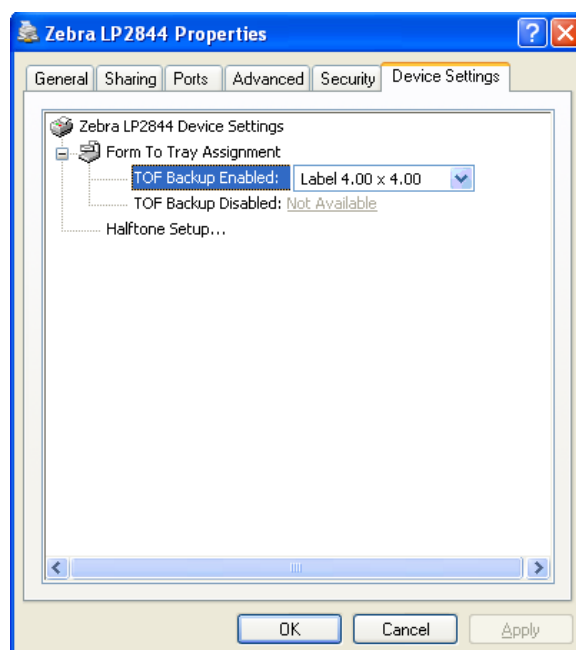 Zebra LP2844 Properties
General Sharing Ports Advanced Security Device Settings
Zebra LP2844 Device Settings
Form To Tray Assignment
TOF Backup Enabled: Label 4.00 x 4.00
TOF Backup Disabled: Not Available
Halftone Setup...
OK Cancel Apply